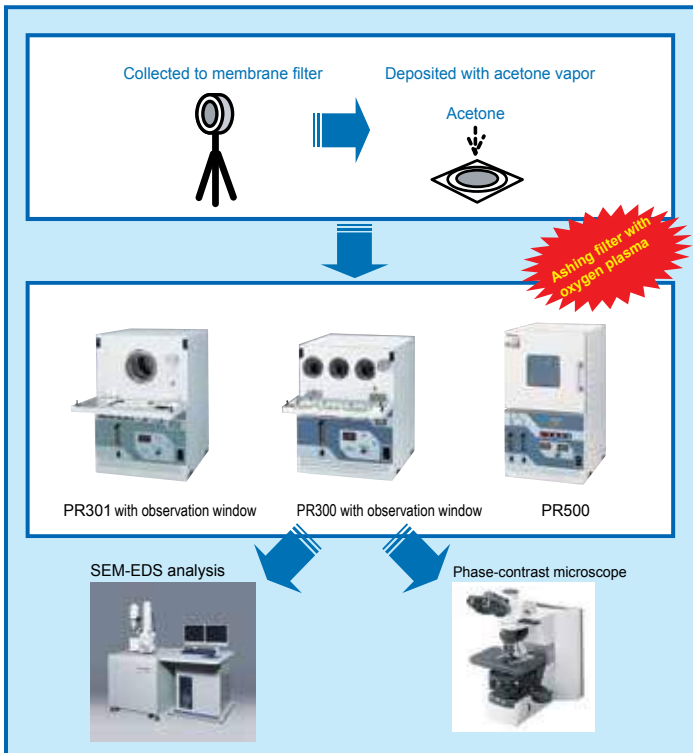 Collected to membrane filter
Deposited with acetone vapor
Acetone
Ashing filter with
oxygen plasma
PR301 with observation window
PR300 with observation window
PR500
SEM-EDS analysis
Phase-contrast microscope